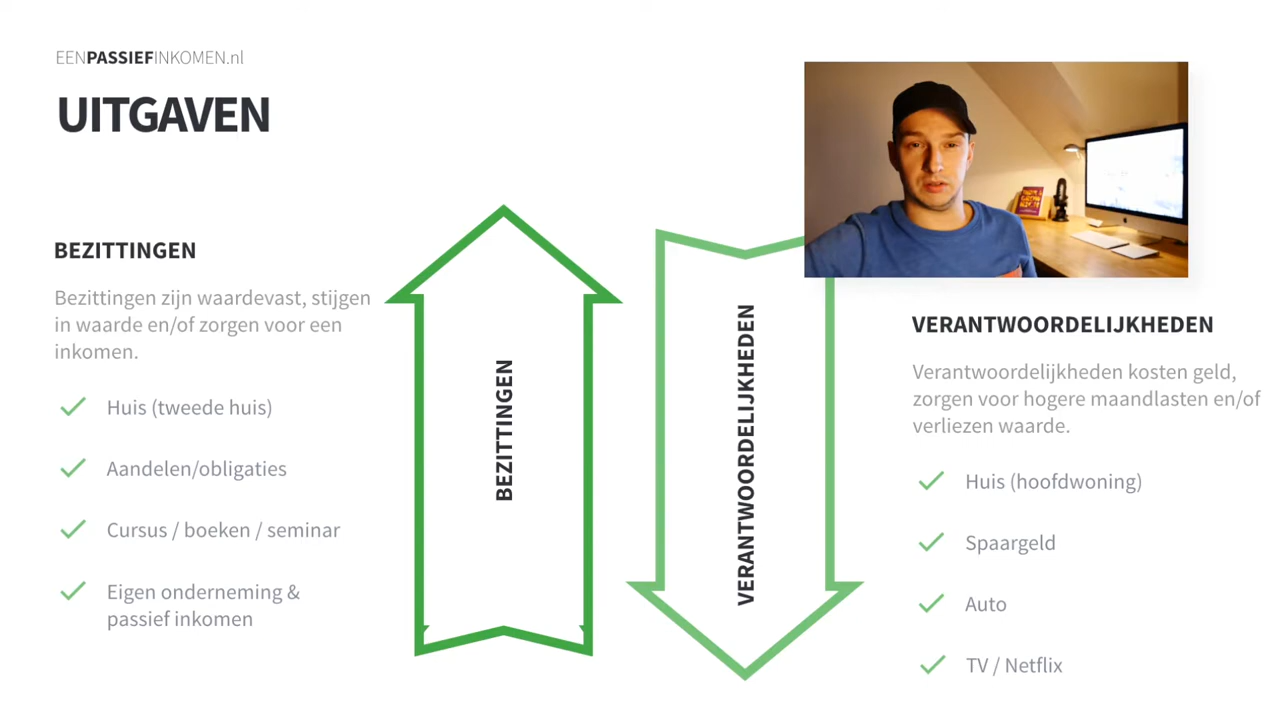 EENPASSIEFINKOMEN.nl
UITGAVEN
BEZITTINGEN
Bezittingen zijn waardevast, stijgen
in waarde en/of zorgen voor een
inkomen.
Huis (tweede huis)
Aandelen/obligaties
Cursus / boeken / seminar
Eigen onderneming &
passief inkomen
BEZITTINGEN
VERANTWOORDELIJKHEDEN
VERANTWOORDELIJKHEDEN
Verantwoordelijkheden kosten geld,
zorgen voor hogere maandlasten en/of
verliezen waarde.
Huis (hoofdwoning)
Spaargeld
Auto
TV / Netflix